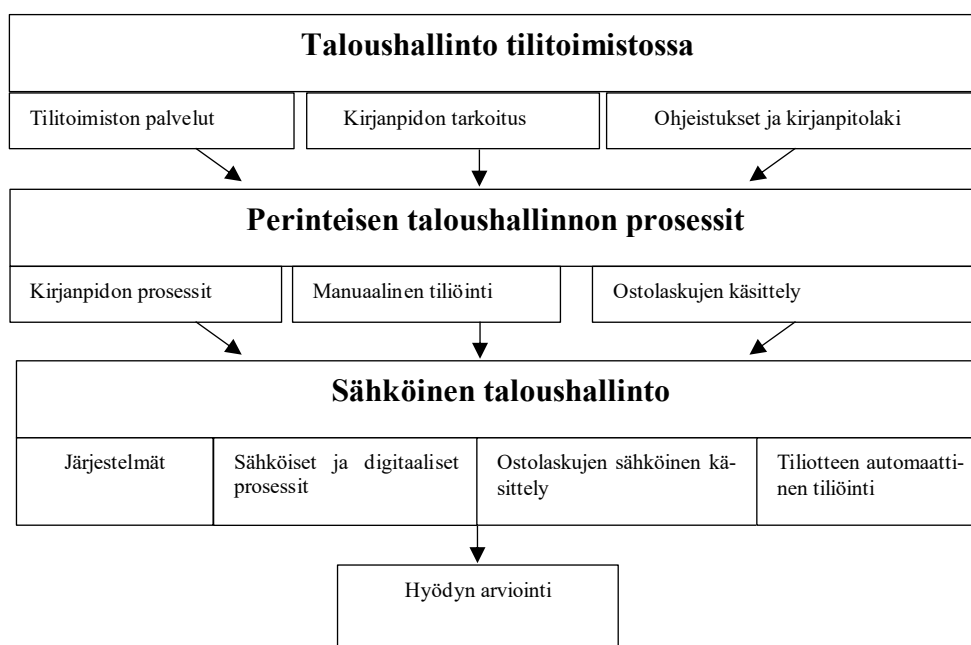 Taloushallinto tilitoimistossa
Tilitoimiston palvelut
Kirjanpidon tarkoitus
Ohjeistukset ja kirjanpitolaki
Perinteisen taloushallinnon prosessit
Kirjanpidon prosessit
Manuaalinen tiliöinti
Ostolaskujen käsittely
Sähköinen taloushallinto
Järjestelmät
Sähköiset ja digitaaliset
prosessit
Ostolaskujen sähköinen kä-
sittely
Tiliotteen automaatti-
nen tiliöinti
Hyödyn arviointi